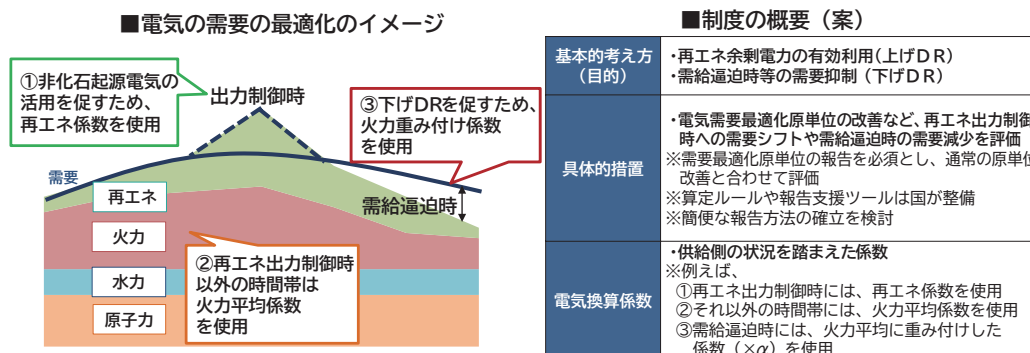 ■電気の需要の最適化のイメージ
①非化石起源電気の
活用を促すため、
再エネ係数を使用
出力制御時
③下げDRを促すため、
火力重み付け係数
を使用
需要
再エネ
需給逼迫時
火力
②再エネ出力制御時
以外の時間帯は
火力平均係数
を使用
水力
原子力
■制度の概要（案）
基本的考え方
（目的）
・再エネ余剰電力の有効利用（上げＤＲ）
・需給逼迫時等の需要抑制（下げＤＲ）
具体的措置
・電気需要最適化原単位の改善など、再エネ出力制御
時への需要シフトや需給逼迫時の需要減少を評価
※需要最適化原単位の報告を必須とし、通常の原単位
改善と合わせて評価
※算定ルールや報告支援ツールは国が整備
※簡便な報告方法の確立を検討
電気換算係数
・供給側の状況を踏まえた係数
※例えば、
①再エネ出力制御時には、再エネ係数を使用
②それ以外の時間帯には、火力平均係数を使用
③需給逼迫時には、火力平均に重み付けした
係数（×α）を使用